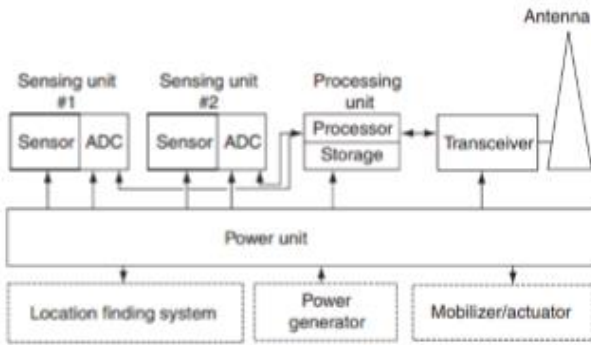 Antenna
Sensing unit
#1
Sensing unit
#2
Processing
unit
Sensor
ADC
Sensor
ADC
Processor
Storage
Transceiver
Power unit
Location finding system
Power
generator
Mobilizer/actuator